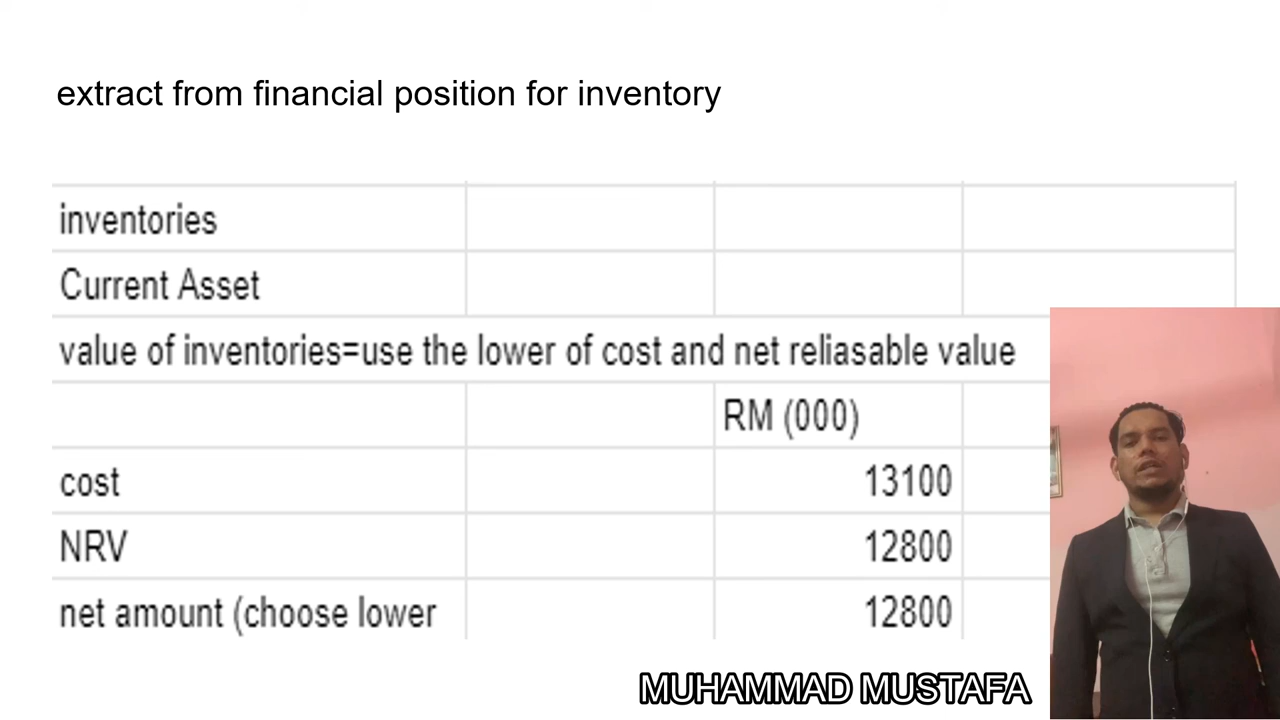 extract from financial position for inventory
inventories
Current Asset
value of inventories=use the lower of cost and net reliasable value
RM (000)
cost 13100
NRV 12800
net amount (choose lower 12800
MUHAMMAD MUSTAFA